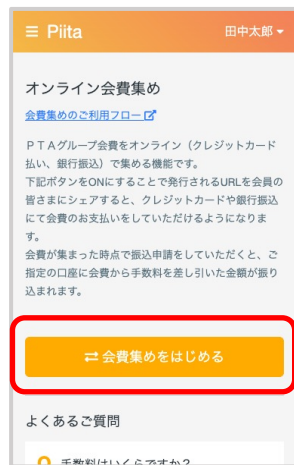 ≡ Piita 田中太郎▼
オンライン会費集め
会費集めのご利用フロー
PTAグループ会費をオンライン（クレジットカード
払い、銀行振込）で集める機能です。
下記ボタンをONにすることで発行されるURLを会員の
皆さまにシェアすると、クレジットカードや銀行振込
にて会費のお支払いをしていただけるようになりま
す。
会費が集まった時点で振込申請をしていただくと、ご
指定の口座に会費から手数料を差し引いた金額が振り
込まれます。
会費集めをはじめる
よくあるご質問
手数料はいくらですか？